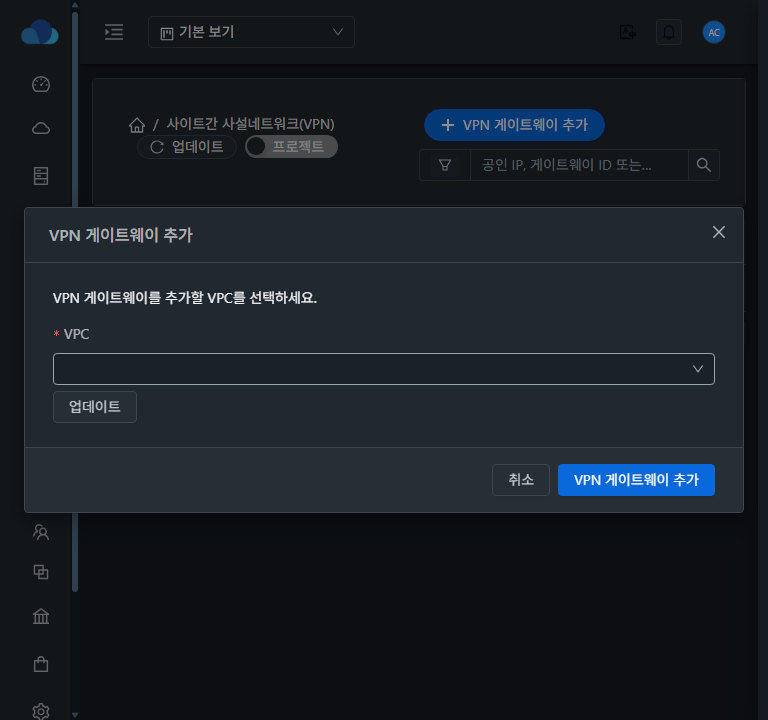 기본 보기
AC
/ 사이트간 사설네트워크(VPN)
업데이트
프로젝트
VPN 게이트웨이 추가
공인 IP, 게이트웨이 ID 또는...
VPN 게이트웨이 추가
VPN 게이트웨이를 추가할 VPC를 선택하세요.
* VPC
업데이트
취소
VPN 게이트웨이 추가